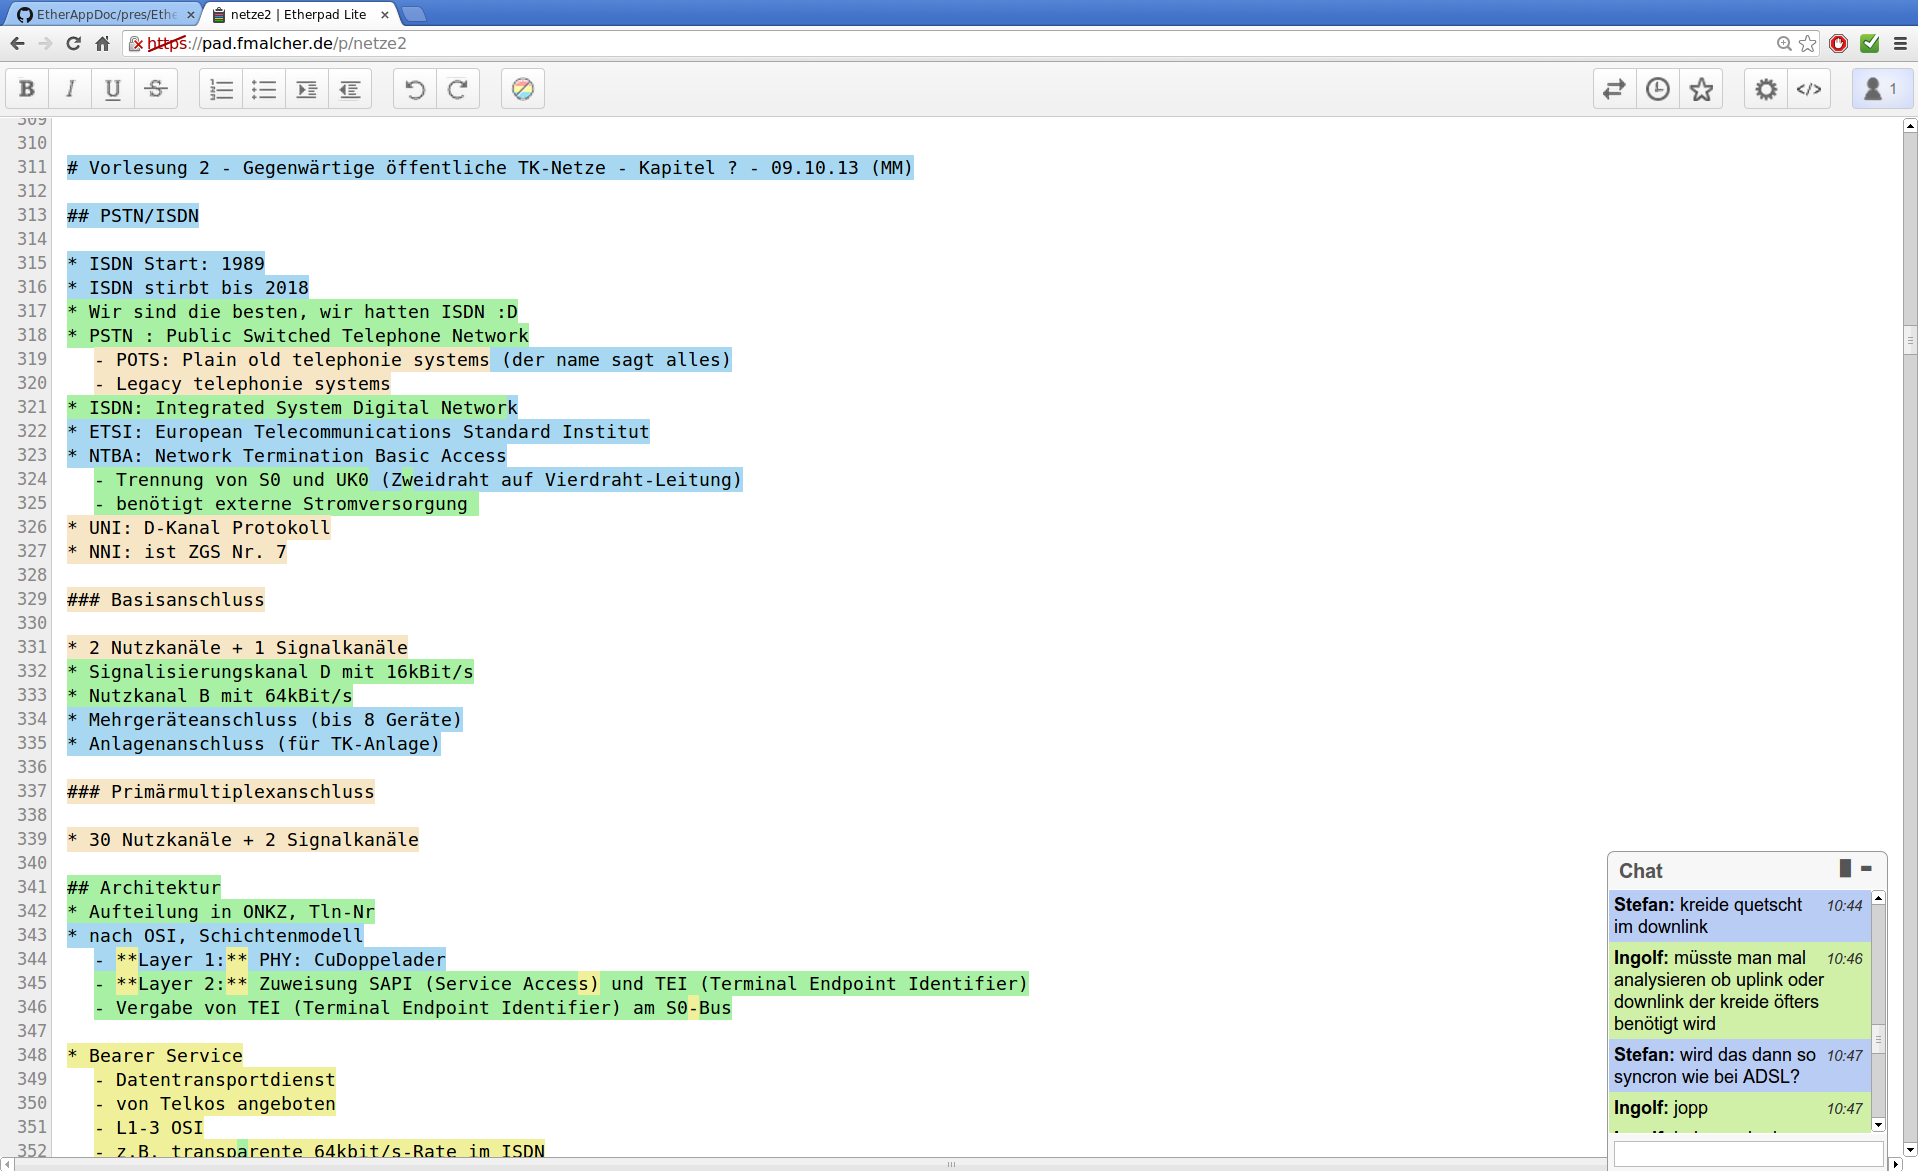 EtherAppDoc/pres/Ethe
netze2 | Etherpad Lite
https://pad.fmalcher.de/p/netze2
B I U S
</> 1
309
310
311 # Vorlesung 2 - Gegenwärtige öffentliche TK-Netze - Kapitel ? - 09.10.13 (MM)
312
313 ## PSTN/ISDN
314
315 * ISDN Start: 1989
316 * ISDN stirbt bis 2018
317 * Wir sind die besten, wir hatten ISDN :D
318 * PSTN : Public Switched Telephone Network
319 - POTS: Plain old telephonie systems (der name sagt alles)
320 - Legacy telephonie systems
321 * ISDN: Integrated System Digital Network
322 * ETSI: European Telecommunications Standard Institut
323 * NTBA: Network Termination Basic Access
324 - Trennung von S0 und UK0 (Zweidraht auf Vierdraht-Leitung)
325 - benötigt externe Stromversorgung
326 * UNI: D-Kanal Protokoll
327 * NNI: ist ZGS Nr. 7
328
329 ### Basisanschluss
330
331 * 2 Nutzkanäle + 1 Signalkanäle
332 * Signalisierungskanal D mit 16kBit/s
333 * Nutzkanal B mit 64kBit/s
334 * Mehrgeräteanschluss (bis 8 Geräte)
335 * Anlagenanschluss (für TK-Anlage)
336
337 ### Primärmultiplexanschluss
338
339 * 30 Nutzkanäle + 2 Signalkanäle
340
341 ## Architektur
342 * Aufteilung in ONKZ, Tln-Nr
343 * nach OSI, Schichtenmodell
344 - **Layer 1:** PHY: CuDoppelader
345 - **Layer 2:** Zuweisung SAPI (Service Access) und TEI (Terminal Endpoint Identifier)
346 - Vergabe von TEI (Terminal Endpoint Identifier) am S0-Bus
347
348 * Bearer Service
349 - Datentransportdienst
350 - von Telkos angeboten
351 - L1-3 OSI
352 - z.B. transparente 64kbit/s-Rate im ISDN
Chat
Stefan: kreide quetscht 10:44
im downlink
Ingolf: müsste man mal 10:46
analysieren ob uplink oder
downlink der kreide öfters
benötigt wird
Stefan: wird das dann so 10:47
syncron wie bei ADSL?
Ingolf: jopp 10:47